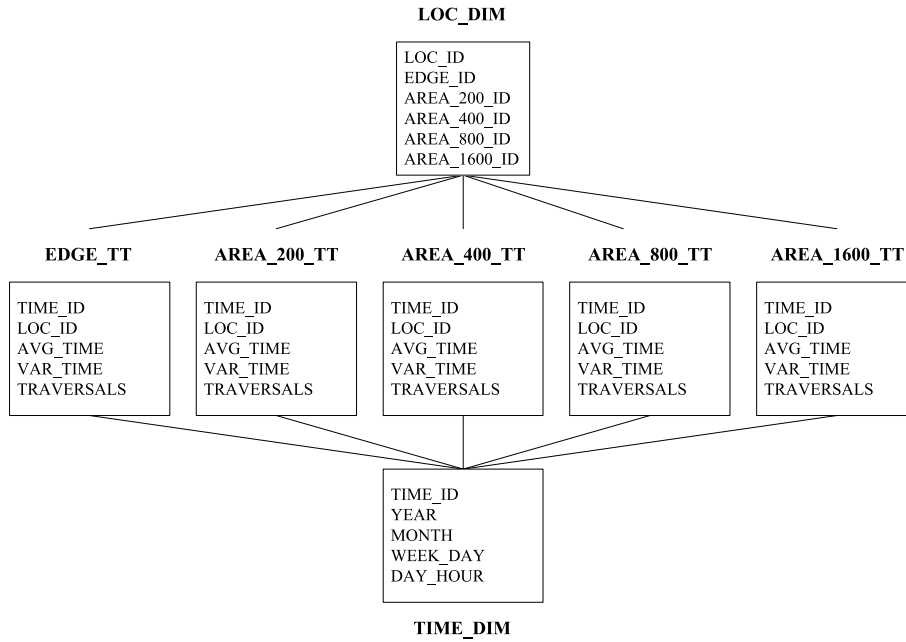 LOC_DIM
LOC_ID
EDGE_ID
AREA_200_ID
AREA_400_ID
AREA_800_ID
AREA_1600_ID
EDGE_TT
TIME_ID
LOC_ID
AVG_TIME
VAR_TIME
TRAVERSALS
AREA_200_TT
TIME_ID
LOC_ID
AVG_TIME
VAR_TIME
TRAVERSALS
AREA_400_TT
TIME_ID
LOC_ID
AVG_TIME
VAR_TIME
TRAVERSALS
AREA_800_TT
TIME_ID
LOC_ID
AVG_TIME
VAR_TIME
TRAVERSALS
AREA_1600_TT
TIME_ID
LOC_ID
AVG_TIME
VAR_TIME
TRAVERSALS
TIME_ID
YEAR
MONTH
WEEK_DAY
DAY_HOUR
TIME_DIM